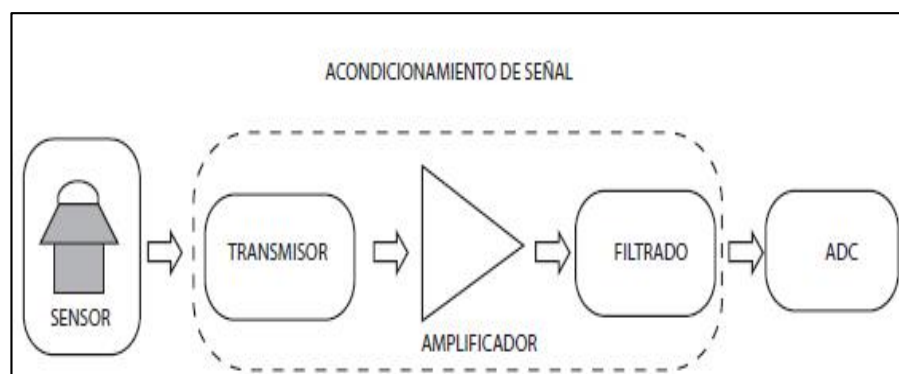 ACONDICIONAMIENTO DE SEÑAL
SENSOR
TRANSMISOR
AMPLIFICADOR
FILTRADO
ADC